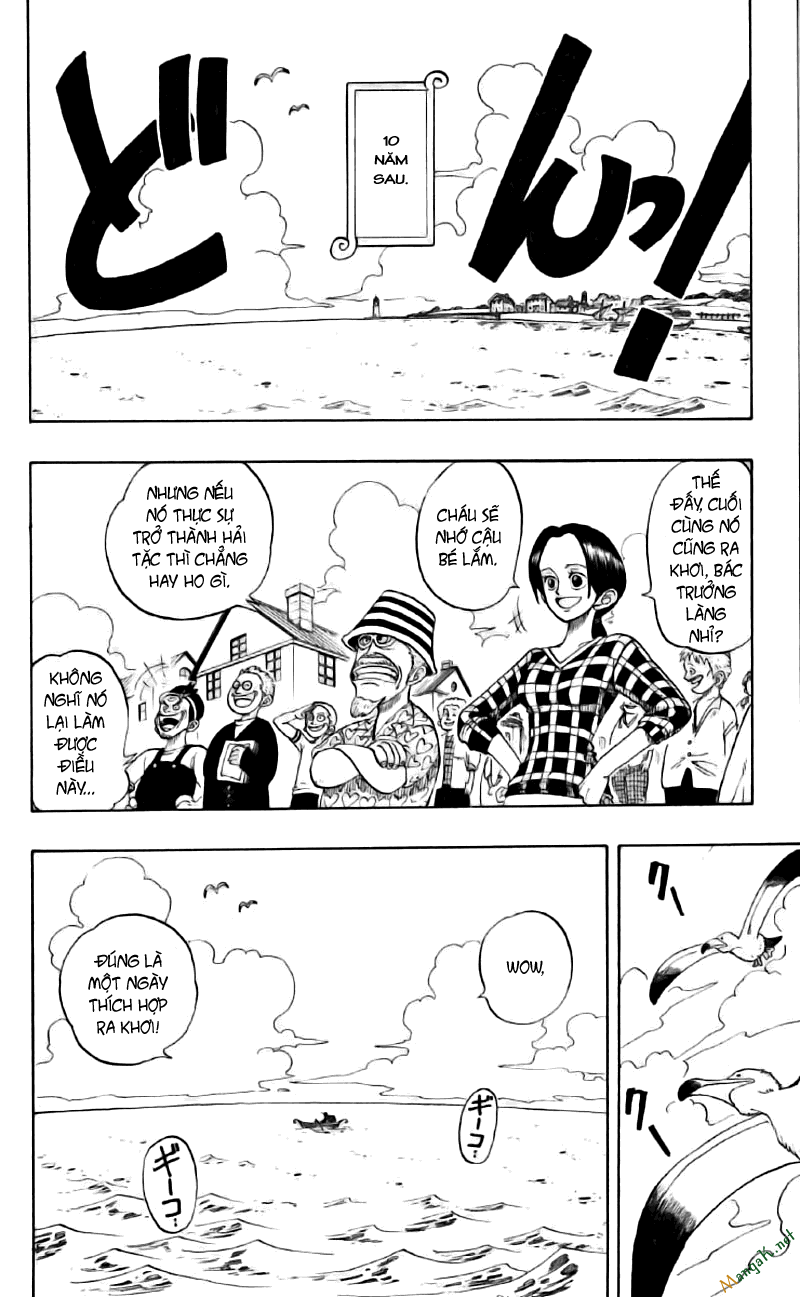 どんっ!
10
NĂM
SAU.
THẾ
ĐẤY, CUỐI
CÙNG NÓ
CŨNG RA
KHƠI, BÁC
TRƯỞNG
LÀNG
NHỈ?
CHÁU SẼ
NHỚ CẬU
BÉ LẮM.
NHƯNG NẾU
NÓ THỰC SỰ
TRỞ THÀNH HẢI
TẶC THÌ CHẲNG
HAY HO GÌ.
KHÔNG
NGHĨ NÓ
LẠI LÀM
ĐƯỢC
ĐIỀU
NÀY...
WOW,
ĐÚNG LÀ
MỘT NGÀY
THÍCH HỢP
RA KHƠI!
ギーコ
ギーコ
クー
クー
MangaK.net